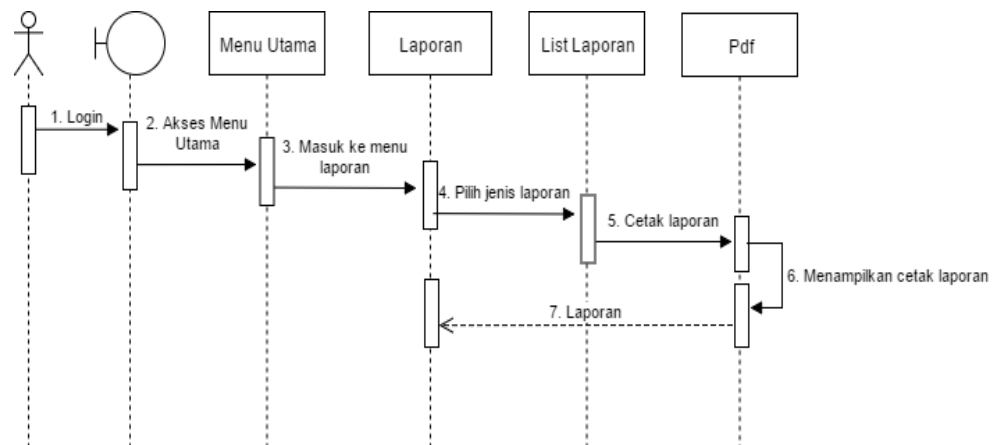 Menu Utama
Laporan
List Laporan
Pdf
1. Login
2. Akses Menu
Utama
3. Masuk ke menu
laporan
4. Pilih jenis laporan
5. Cetak laporan
6. Menampilkan cetak laporan
7. Laporan